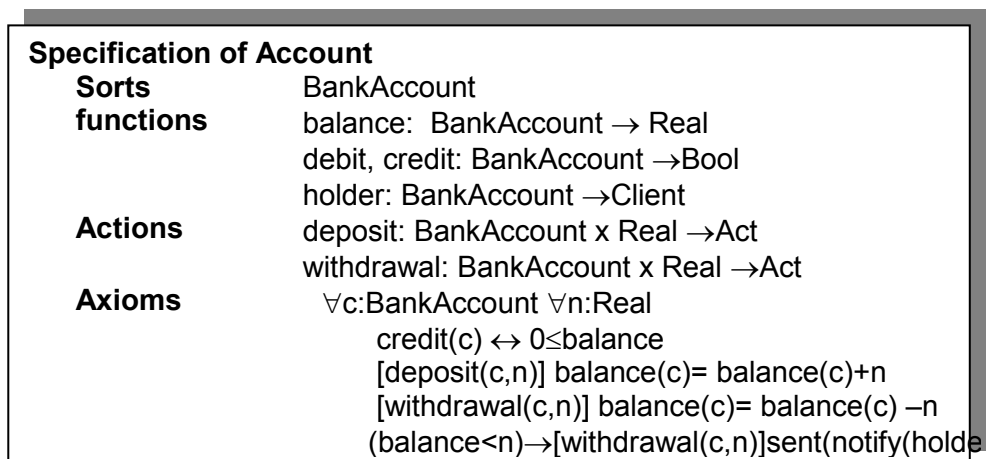 Specification of Account
Sorts BankAccount
functions balance: BankAccount → Real
debit, credit: BankAccount →Bool
holder: BankAccount →Client
Actions deposit: BankAccount x Real →Act
withdrawal: BankAccount x Real →Act
Axioms ∀c:BankAccount ∀n:Real
credit(c) ↔ 0≤balance
[deposit(c,n)] balance(c)= balance(c)+n
[withdrawal(c,n)] balance(c)= balance(c) –n
(balance<n)→[withdrawal(c,n)]sent(notify(holde